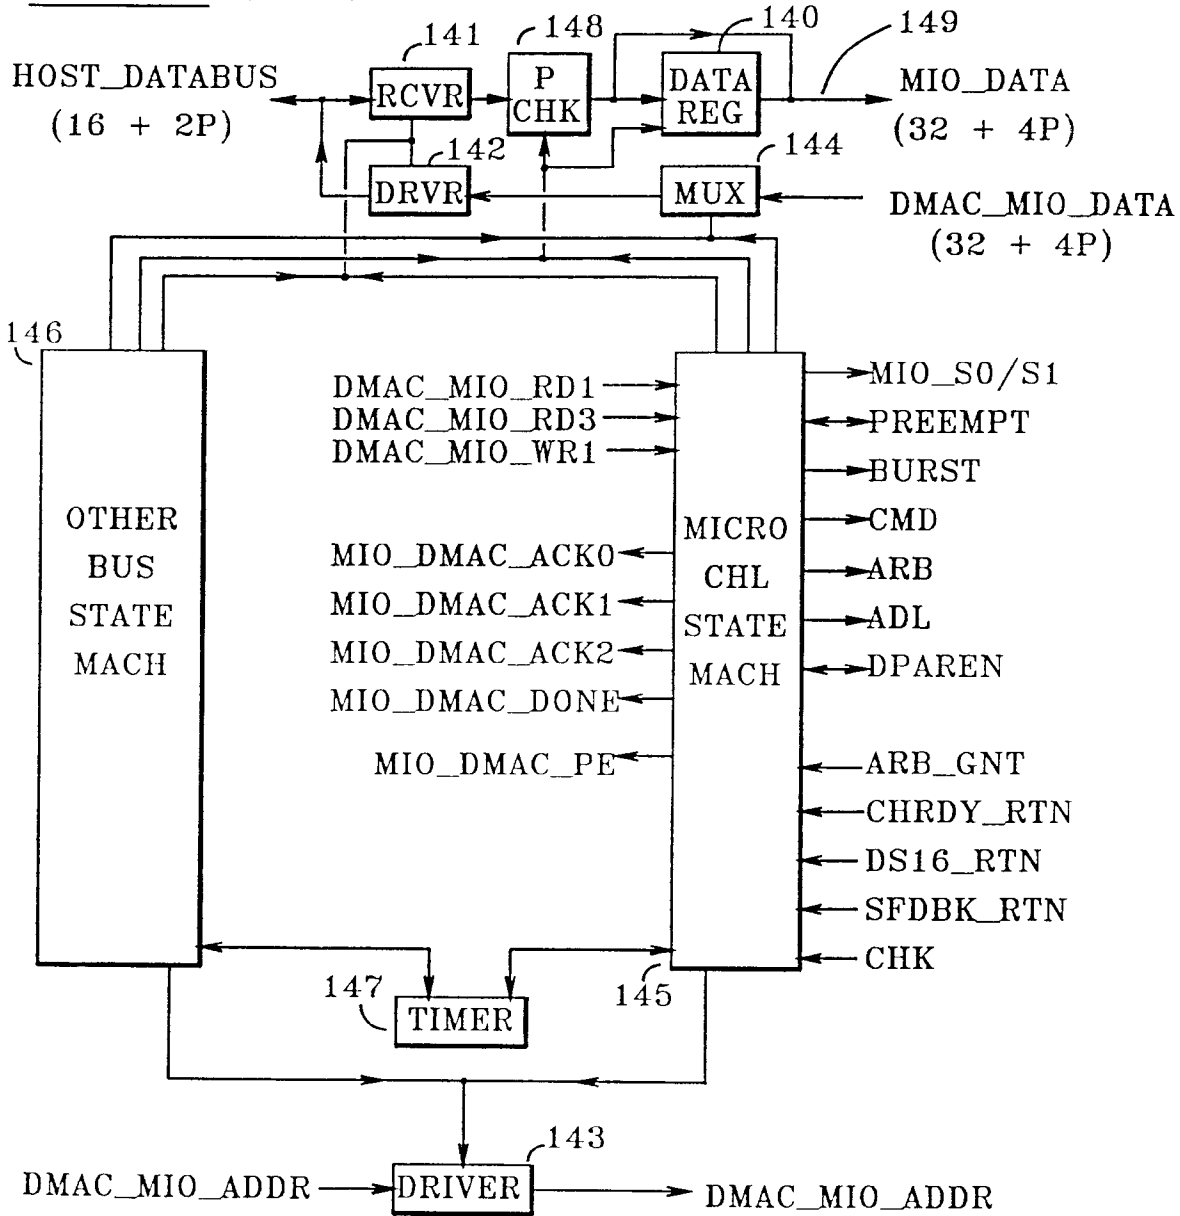 141
148
140
149
HOST_DATABUS
(16 + 2P)
RCVR
P
CHK
DATA
REG
MIO_DATA
(32 + 4P)
142
DRVR
144
MUX
DMAC_MIO_DATA
(32 + 4P)
146
OTHER
BUS
STATE
MACH
DMAC_MIO_RD1
DMAC_MIO_RD3
DMAC_MIO_WR1
MIO_DMAC_ACK0
MIO_DMAC_ACK1
MIO_DMAC_ACK2
MIO_DMAC_DONE
MIO_DMAC_PE
MICRO
CHL
STATE
MACH
MIO_S0/S1
PREEMPT
BURST
CMD
ARB
ADL
DPAREN
ARB_GNT
CHRDY_RTN
DS16_RTN
SFDBK_RTN
CHK
147
TIMER
145
143
DMAC_MIO_ADDR
DRIVER
DMAC_MIO_ADDR